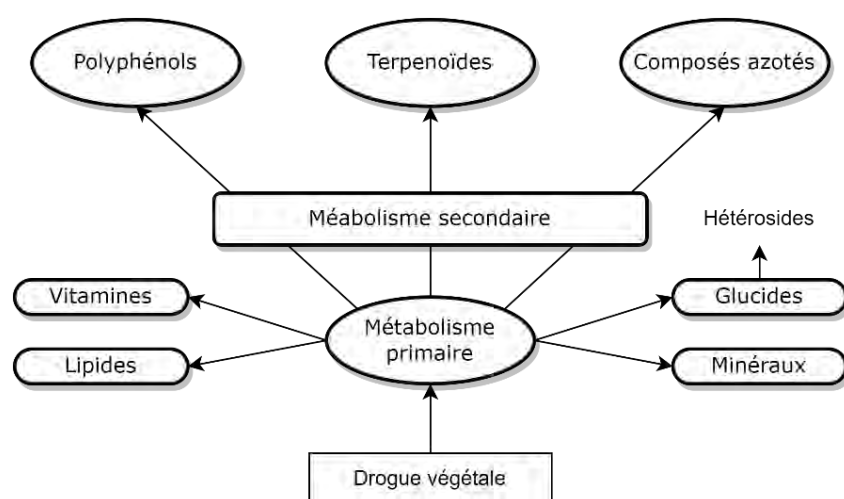 Polyphénols
Terpenoïdes
Composés azotés
Méabolisme secondaire
Hétérosides
Vitamines
Glucides
Métabolisme
primaire
Lipides
Minéraux
Drogue végétale